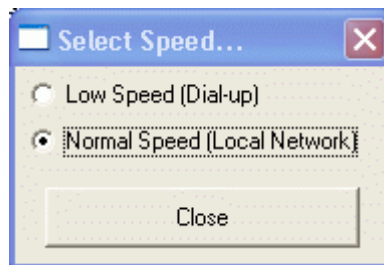 Select Speed...
Low Speed (Dial-up)
Normal Speed (Local Network)
Close